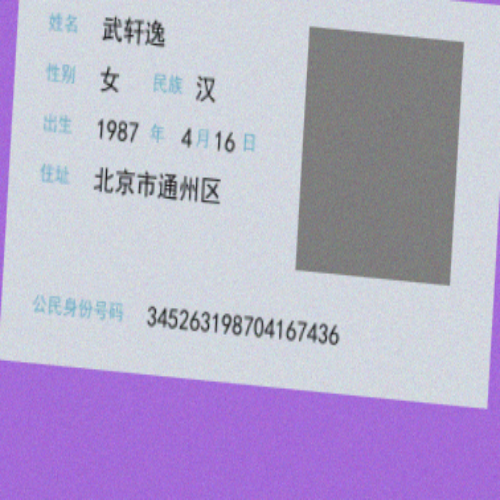 姓名 武轩逸
性别 女 民族 汉
出生 1987 年 4 月 16 日
住址 北京市通州区
公民身份号码 345263198704167436